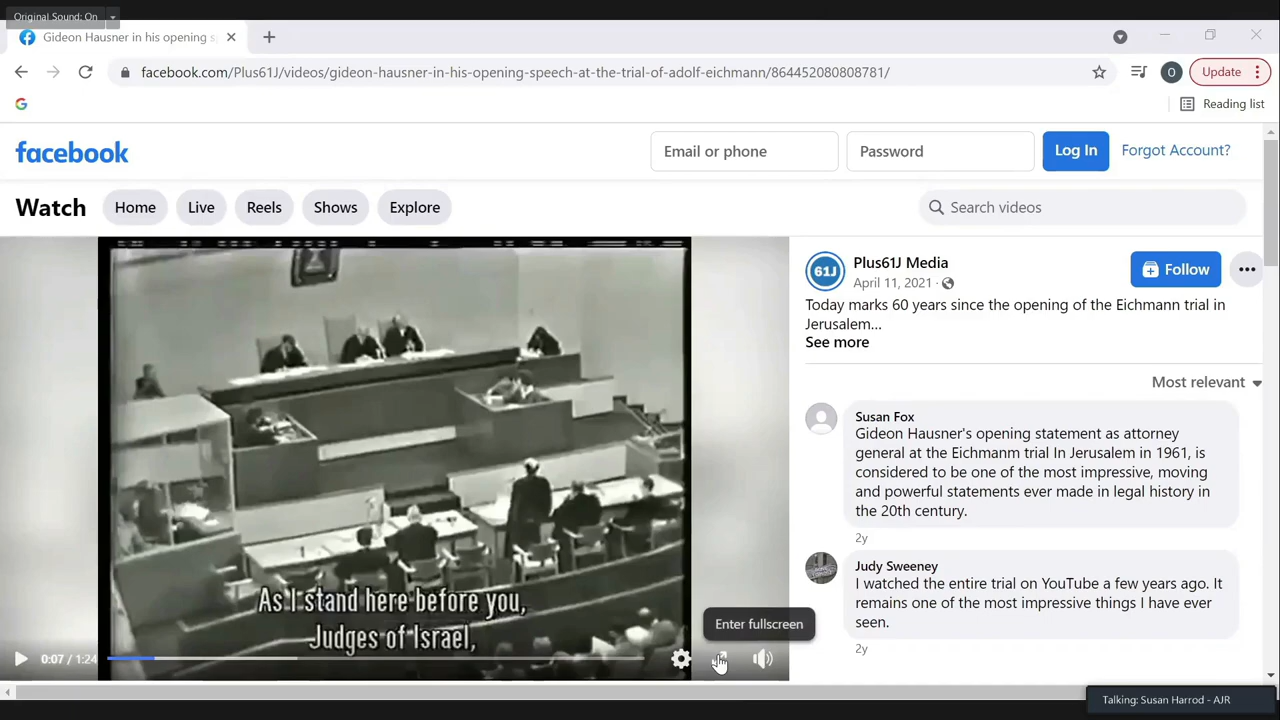 Original Sound: On
Gideon Hausner in his opening s
facebook.com/Plus61J/videos/gideon-hausner-in-his-opening-speech-at-the-trial-of-adolf-eichmann/864452080808781/
O
Update
G
Reading list
facebook
Email or phone
Password
Log In
Forgot Account?
Watch
Home
Live
Reels
Shows
Explore
Search videos
61J
Plus61J Media
April 11, 2021 ·
Follow
Today marks 60 years since the opening of the Eichmann trial in
Jerusalem...
See more
Most relevant
Susan Fox
Gideon Hausner's opening statement as attorney
general at the Eichmanm trial In Jerusalem in 1961, is
considered to be one of the most impressive, moving
and powerful statements ever made in legal history in
the 20th century.
2y
Judy Sweeney
I watched the entire trial on YouTube a few years ago. It
remains one of the most impressive things I have ever
seen.
2y
As I stand here before you,
Judges of Israel,
Enter fullscreen
0:07 / 1:24
Talking: Susan Harrod - AJR